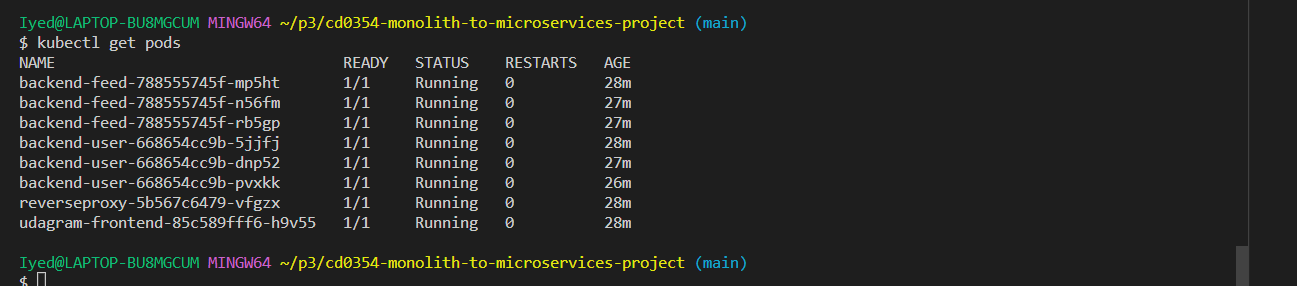 Iyed@LAPTOP-BU8MGCUM MINGW64 ~/p3/cd0354-monolith-to-microservices-project (main)
$ kubectl get pods
NAME READY STATUS RESTARTS AGE
backend-feed-788555745f-mp5ht 1/1 Running 0 28m
backend-feed-788555745f-n56fm 1/1 Running 0 27m
backend-feed-788555745f-rb5gp 1/1 Running 0 27m
backend-user-668654cc9b-5jjfj 1/1 Running 0 28m
backend-user-668654cc9b-dnp52 1/1 Running 0 27m
backend-user-668654cc9b-pvxkk 1/1 Running 0 26m
reverseproxy-5b567c6479-vfgzx 1/1 Running 0 28m
udagram-frontend-85c589fff6-h9v55 1/1 Running 0 28m
Iyed@LAPTOP-BU8MGCUM MINGW64 ~/p3/cd0354-monolith-to-microservices-project (main)
$